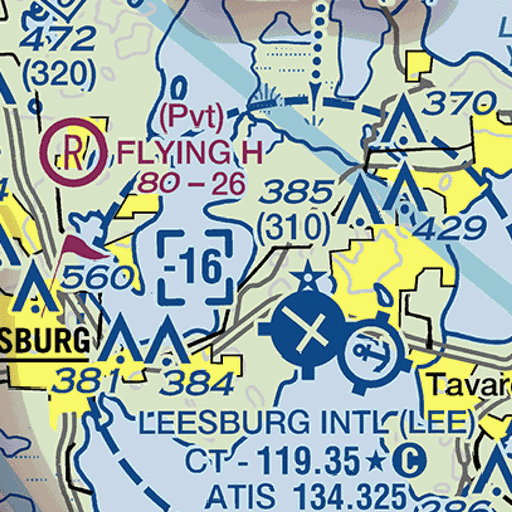 472
(320)
(Pvt)
370
R
FLYING H
80 – 26
385
(310)
429
-16
560
SBURG
381
384
Tavar
LEESBURG INTL (LEE)
CT - 119.35 ★ C
ATIS 134.325